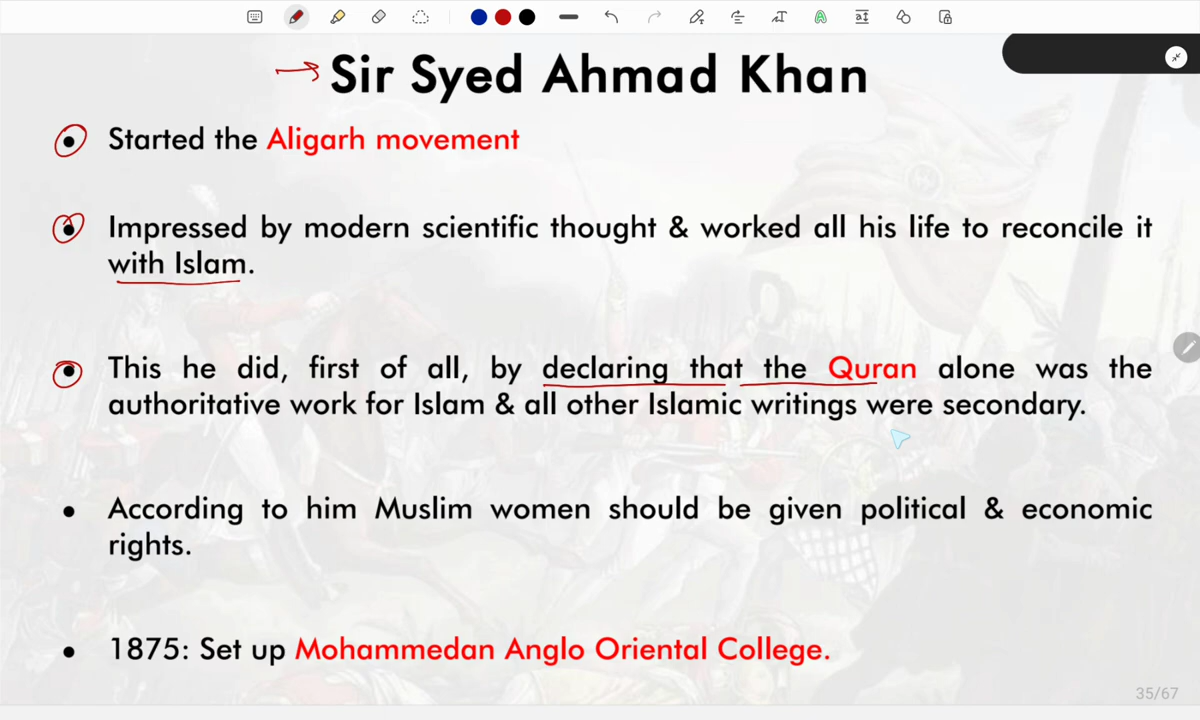 Sir Syed Ahmad Khan
Started the Aligarh movement
Impressed by modern scientific thought & worked all his life to reconcile it
with Islam.
This he did, first of all, by declaring that the Quran alone was the
authoritative work for Islam & all other Islamic writings were secondary.
According to him Muslim women should be given political & economic
rights.
1875: Set up Mohammedan Anglo Oriental College.
35/67